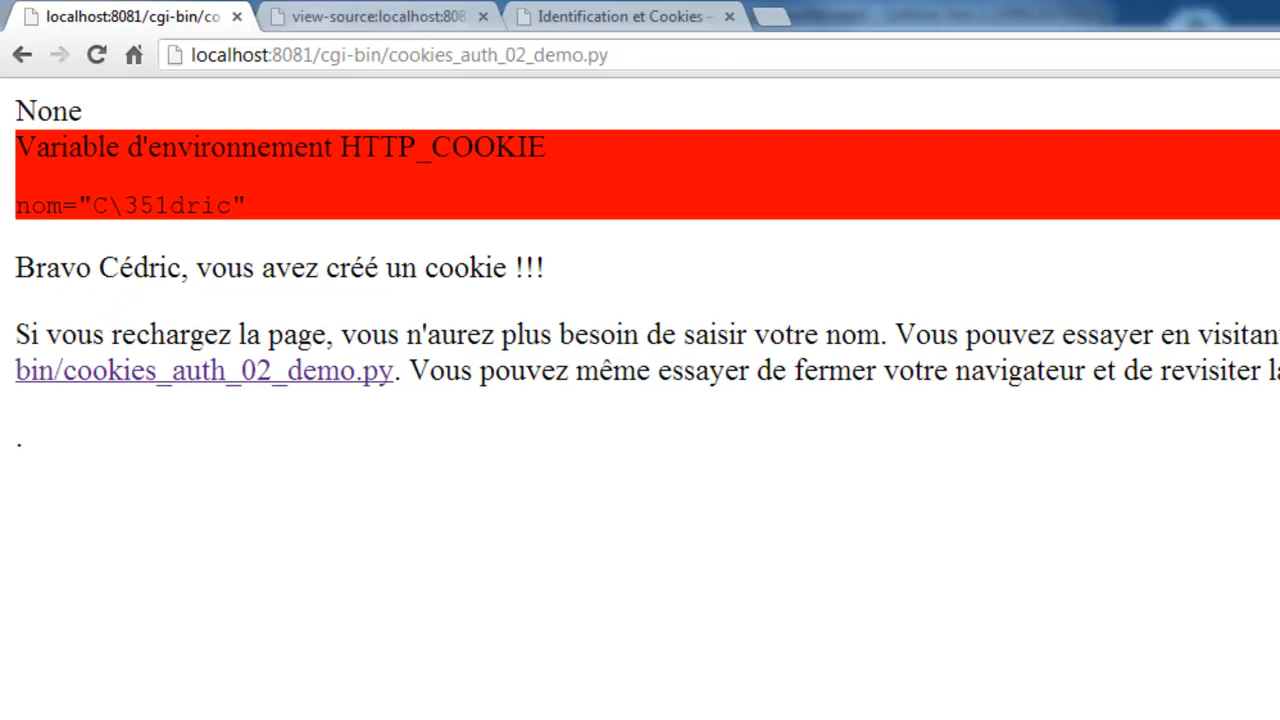 localhost:8081/cgi-bin/co
view-source:localhost:808
Identification et Cookies
localhost:8081/cgi-bin/cookies_auth_02_demo.py
None
Variable d'environnement HTTP_COOKIE
nom="C\351dric"
Bravo Cédric, vous avez créé un cookie !!!
Si vous rechargez la page, vous n'aurez plus besoin de saisir votre nom. Vous pouvez essayer en visitan
bin/cookies_auth_02_demo.py. Vous pouvez même essayer de fermer votre navigateur et de revisiter la
.